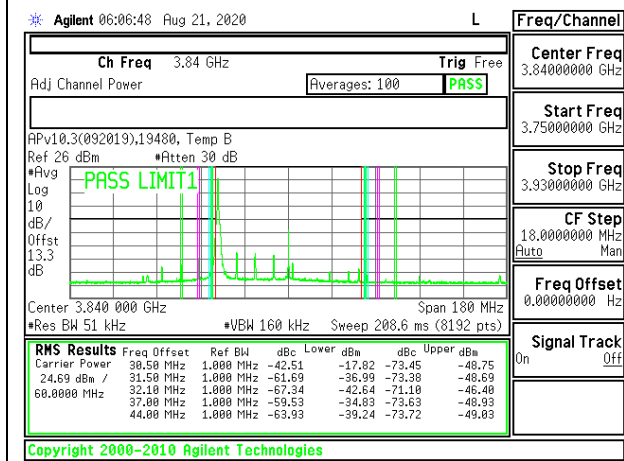 Agilent 06:06:48 Aug 21, 2020 L
Ch Freq 3.84 GHz Trig Free
Adj Channel Power Averages: 100 PASS
APv10.3(092019),19480, Temp B
Ref 26 dBm #Atten 30 dB
#Avg
Log
10
dB/
Offst
13.3
dB
PASS LIMIT1
Center 3.840 000 GHz Span 180 MHz
#Res BW 51 kHz #VBW 160 kHz Sweep 208.6 ms (8192 pts)
RMS Results Freq Offset Ref BW dBc Lower dBm dBc Upper dBm
Carrier Power 30.50 MHz 1.000 MHz -42.51 -17.82 -73.45 -48.75
24.69 dBm / 31.50 MHz 1.000 MHz -61.69 -36.99 -73.38 -48.69
60.0000 MHz 32.10 MHz 1.000 MHz -67.34 -42.64 -71.10 -46.40
37.00 MHz 1.000 MHz -59.53 -34.83 -73.63 -48.93
44.00 MHz 1.000 MHz -63.93 -39.24 -73.72 -49.03
Copyright 2000-2010 Agilent Technologies
Freq/Channel
Center Freq
3.84000000 GHz
Start Freq
3.75000000 GHz
Stop Freq
3.93000000 GHz
CF Step
18.0000000 MHz
Auto Man
Freq Offset
0.00000000 Hz
Signal Track
On Off